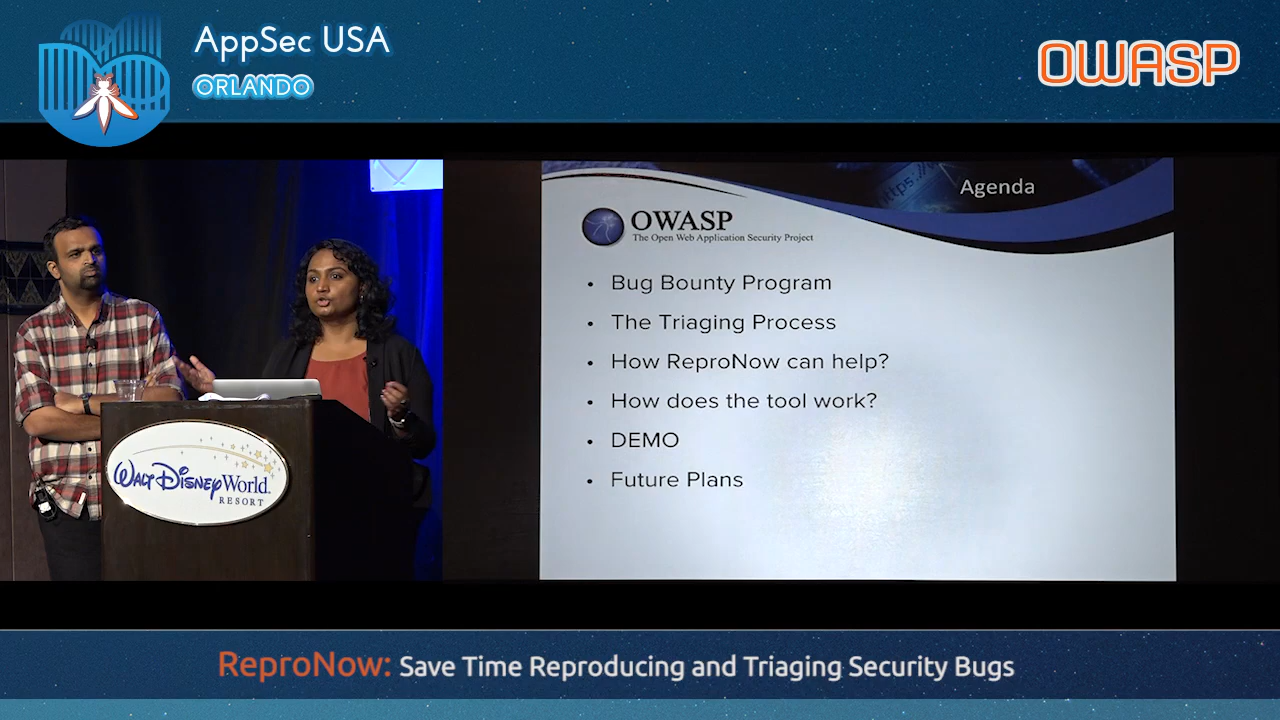 AppSec USA
ORLANDO
OWASP
https://
Agenda
OWASP
The Open Web Application Security Project
• Bug Bounty Program
• The Triaging Process
• How ReproNow can help?
• How does the tool work?
• DEMO
• Future Plans
Walt Disney World
RESORT
ReproNow: Save Time Reproducing and Triaging Security Bugs